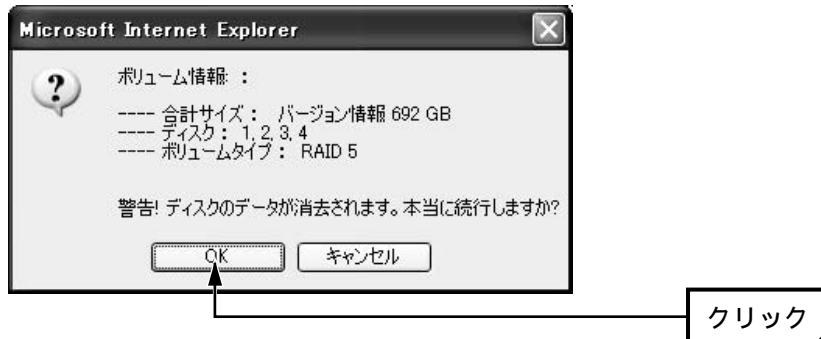 Microsoft Internet Explorer
ボリューム情報 :
---- 合計サイズ： バージョン情報 692 GB
---- ディスク： 1, 2, 3, 4
---- ボリュームタイプ： RAID 5
警告! ディスクのデータが消去されます。本当に続行しますか?
OK
キャンセル
クリック